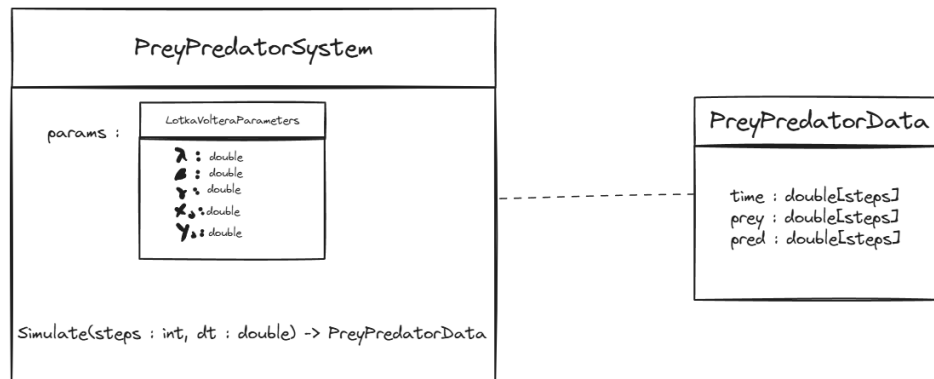 PreyPredatorSystem
params :
LotkaVolteraParameters
λ : double
β : double
γ : double
X₀ : double
Y₀ : double
Simulate(steps : int, dt : double) -> PreyPredatorData
PreyPredatorData
time : double[steps]
prey : double[steps]
pred : double[steps]